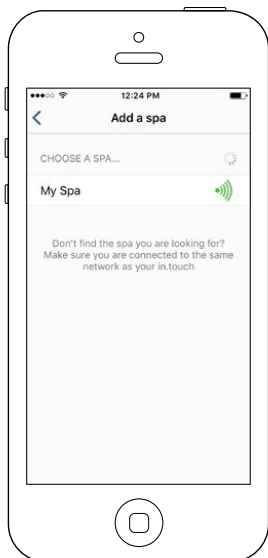 12:24 PM
Add a spa
CHOOSE A SPA...
My Spa
Don't find the spa you are looking for?
Make sure you are connected to the same
network as your in.touch